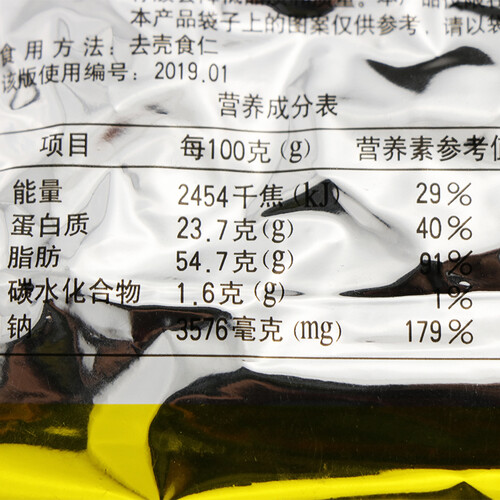 本产品袋子上的图案仅供参考，请以
食用方法：去壳食仁
该版使用编号：2019.01
营养成分表
项目 每100克(g) 营养素参考值
能量 2454千焦(kJ) 29%
蛋白质 23.7克(g) 40%
脂肪 54.7克(g) 91%
碳水化合物 1.6克(g) 1%
钠 3576毫克(mg) 179%